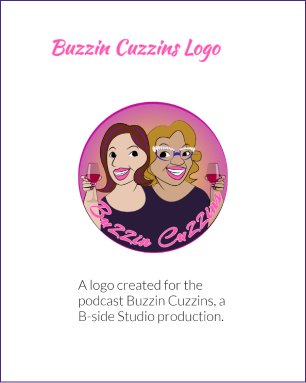 Buzzin Cuzzins Logo
Buzzin Cuzzins
A logo created for the
podcast Buzzin Cuzzins, a
B-side Studio production.